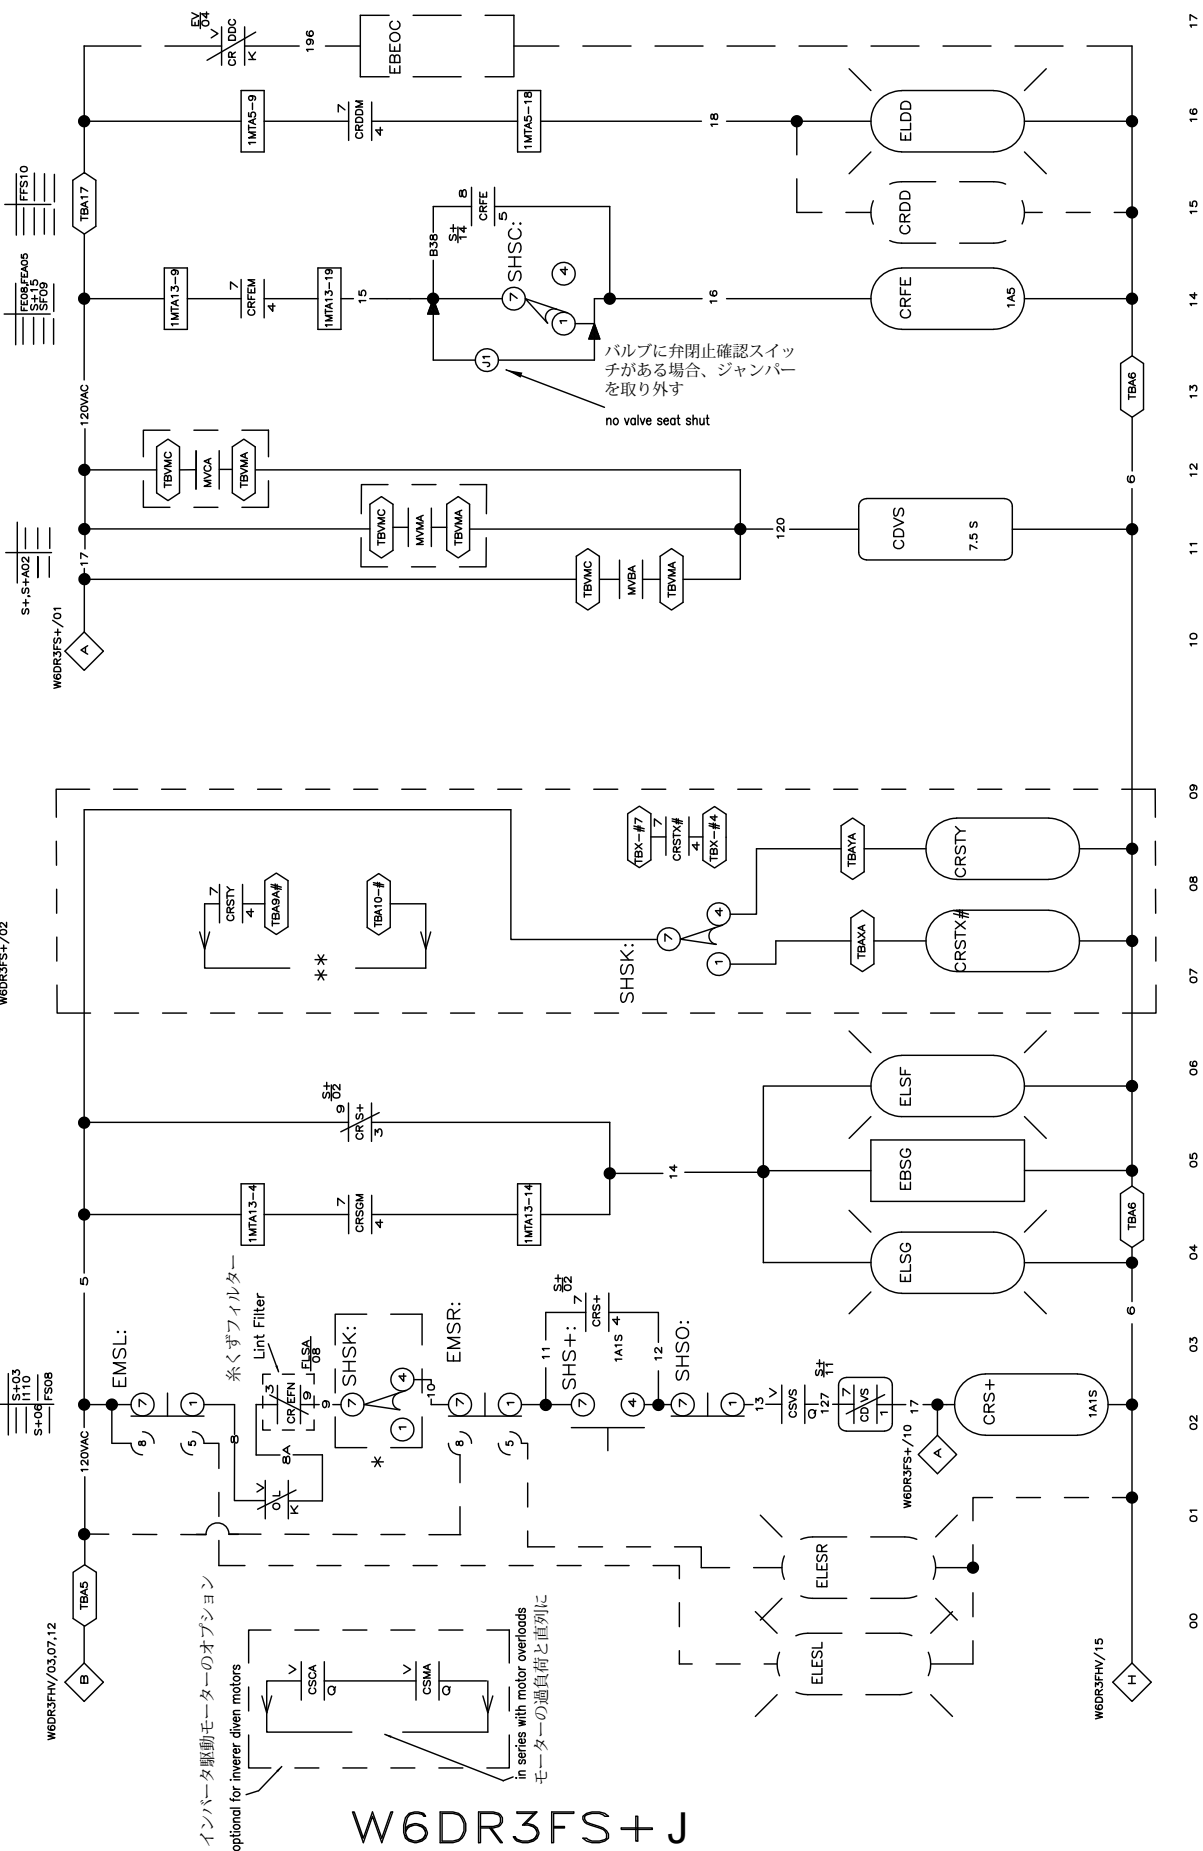 W6DR3FS+/02
W6DR3FHV/03,07,12
B
TBA5
120VAC
S+03
1110
S+06
FS08
5
EMSL:
7
1
8
5
8
V
O L
K
8A
糸くずフィルター
Lint Filter
3
CR/EFN
9
FLSA
08
9
SHSK:
7
4
1
*
10
EMSR:
7
1
8
5
11
SHS+:
7
4
S+
02
7
CRS+
4
1A1S
12
SHSO:
7
1
13
V
CSVS
Q
127
S+
11
7
CDVS
1
17
W6DR3FS+/10
A
CRS+
1A1S
インバータ駆動モーターのオプション
optional for inverer diven motors
V
CSCA
Q
V
CSMA
Q
in series with motor overloads
モーターの過負荷と直列に
ELESL
ELESR
W6DR3FHV/15
H
6
TBA6
1MTA13-4
7
CRSGM
4
1MTA13-14
S+
02
9
CR S+
3
14
ELSG
EBSG
ELSF
7
CRSTY
4
TBA9A#
TBA10-#
**
SHSK:
7
1
4
TBX-#7
7
CRSTX#
4
TBX-#4
TBAXA
TBAYA
CRSTX#
CRSTY
W6DR3FS+/01
A
S+,S+A02
17
120VAC
TBVMC
MVBA
TBVMA
TBVMC
MVMA
TBVMA
TBVMC
MVCA
TBVMA
120
CDVS
7.5 S
6
TBA6
FE08,FEA05
S+15
SF09
1MTA13-9
7
CRFEM
4
1MTA13-19
15
J1
バルブに弁閉止確認スイッ
チがある場合、ジャンパー
を取り外す
no valve seat shut
SHSC:
7
1
4
B38
S+
14
8
CRFE
5
16
CRFE
1A5
FFS10
TBA17
1MTA5-9
7
CRDDM
4
1MTA5-18
18
CRDD
ELDD
EV
04
V
CR DDC
K
196
EBEOC
00
01
02
03
04
05
06
07
08
09
10
11
12
13
14
15
16
17
W6DR3FS+J